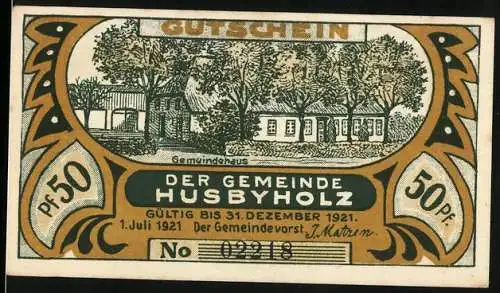 GUTSCHEIN
Gemeindehaus
DER GEMEINDE
HUSBYHOLZ
Pf 50
50 Pf.
GÜLTIG BIS 31. DEZEMBER 1921.
1. Juli 1921 Der Gemeindevorst J. Matzen.
No 02218